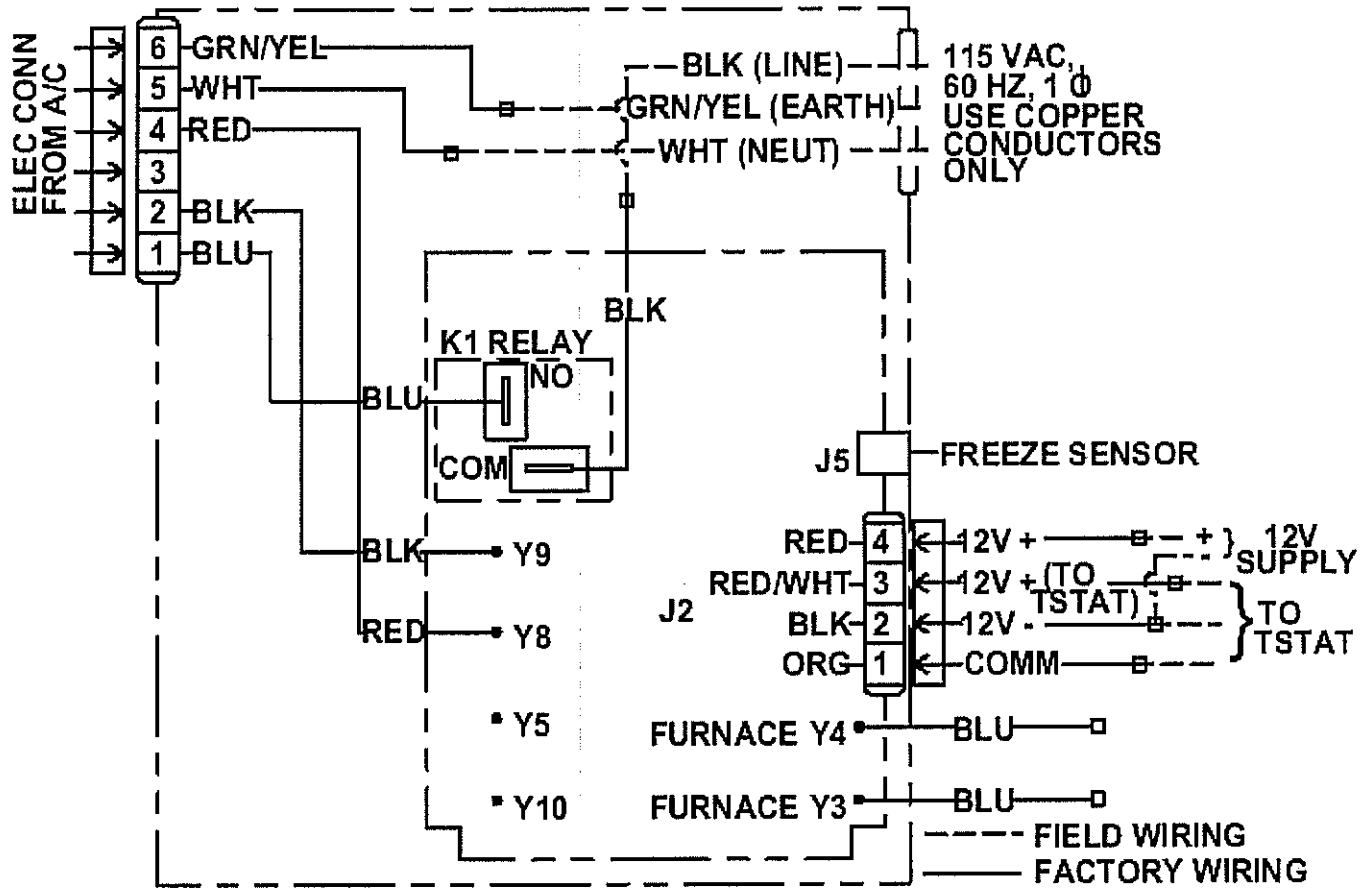 ELEC CONN
FROM A/C
6 GRN/YEL
5 WHT
4 RED
3
2 BLK
1 BLU
BLK (LINE)
GRN/YEL (EARTH)
WHT (NEUT)
115 VAC,
60 HZ, 1 Φ
USE COPPER
CONDUCTORS
ONLY
BLK
K1 RELAY
NO
BLU
COM
J5
FREEZE SENSOR
BLK Y9
RED Y8
Y5
Y10
J2
RED 4 12V + + } 12V
- SUPPLY
RED/WHT 3 12V + (TO
TSTAT)
BLK 2 12V -
ORG 1 COMM
} TO
TSTAT
FURNACE Y4 BLU
FURNACE Y3 BLU
FIELD WIRING
FACTORY WIRING